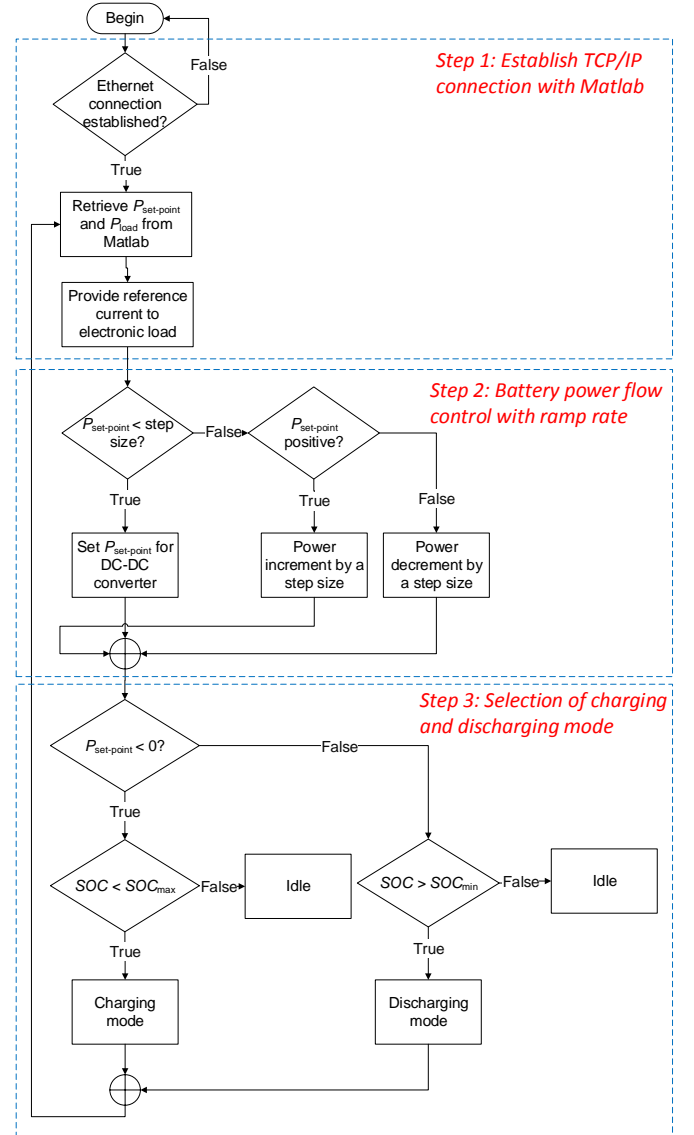 Begin
False
Step 1: Establish TCP/IP
connection with Matlab
Ethernet
connection
established?
True
Retrieve Pset-point
and Pload from
Matlab
Provide reference
current to
electronic load
Step 2: Battery power flow
control with ramp rate
Pset-point < step
size?
False
Pset-point
positive?
True
True
False
Set Pset-point for
DC-DC
converter
Power
increment by a
step size
Power
decrement by
a step size
Step 3: Selection of charging
and discharging mode
Pset-point < 0?
False
True
SOC < SOCmax
False
Idle
SOC > SOCmin
False
Idle
True
True
Charging
mode
Discharging
mode